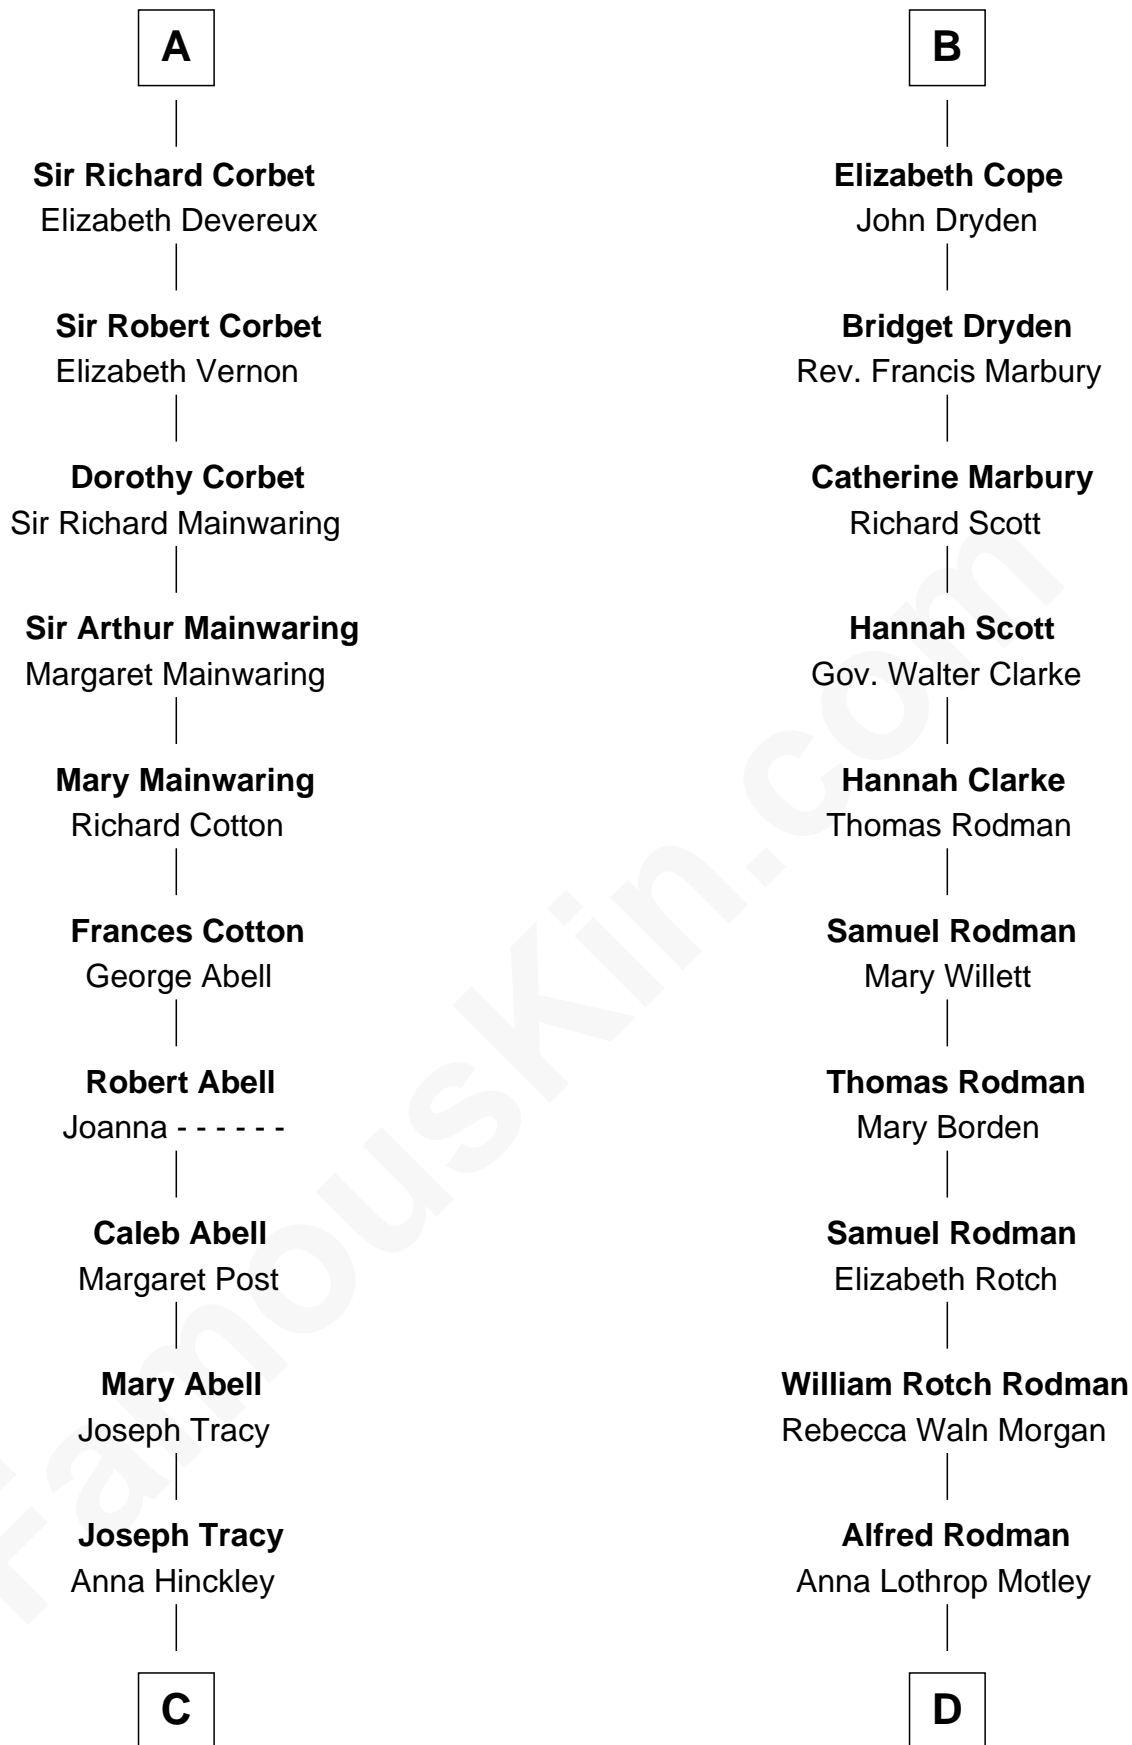 A
Sir Richard Corbet
Elizabeth Devereux
Sir Robert Corbet
Elizabeth Vernon
Dorothy Corbet
Sir Richard Mainwaring
Sir Arthur Mainwaring
Margaret Mainwaring
Mary Mainwaring
Richard Cotton
Frances Cotton
George Abell
Robert Abell
Joanna - - - - - -
Caleb Abell
Margaret Post
Mary Abell
Joseph Tracy
Joseph Tracy
Anna Hinckley
C
B
Elizabeth Cope
John Dryden
Bridget Dryden
Rev. Francis Marbury
Catherine Marbury
Richard Scott
Hannah Scott
Gov. Walter Clarke
Hannah Clarke
Thomas Rodman
Samuel Rodman
Mary Willett
Thomas Rodman
Mary Borden
Samuel Rodman
Elizabeth Rotch
William Rotch Rodman
Rebecca Waln Morgan
Alfred Rodman
Anna Lothrop Motley
D
FamousKin.com